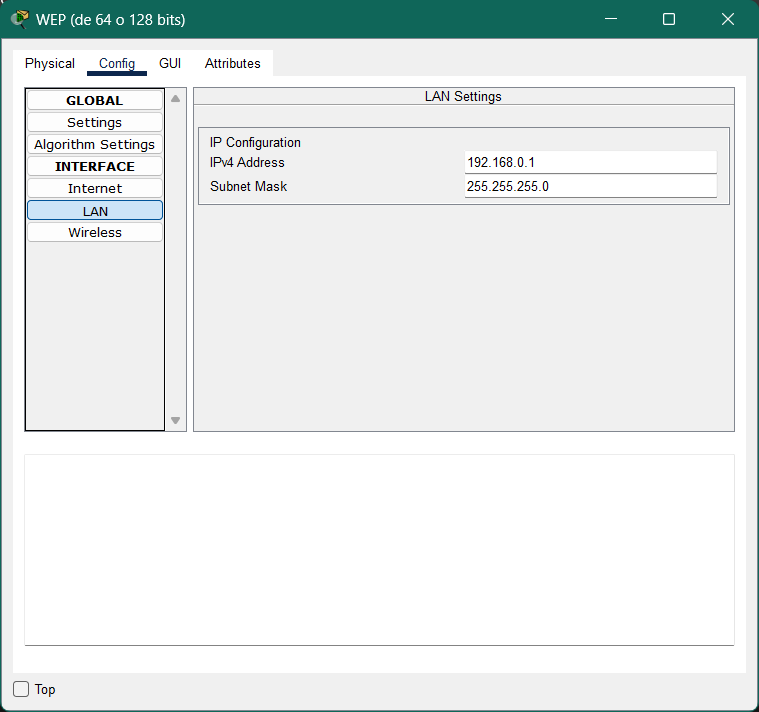 WEP (de 64 o 128 bits)
Physical Config GUI Attributes
GLOBAL
Settings
Algorithm Settings
INTERFACE
Internet
LAN
Wireless
LAN Settings
IP Configuration
IPv4 Address 192.168.0.1
Subnet Mask 255.255.255.0
Top